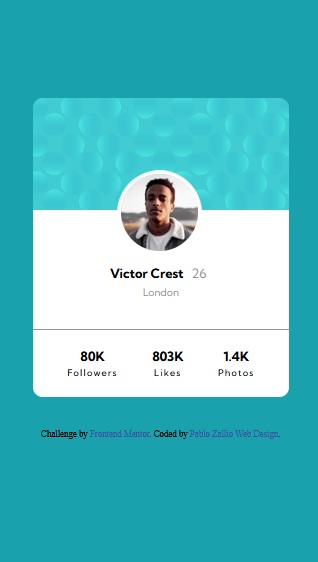 Victor Crest 26
London
80K 803K 1.4K
Followers Likes Photos
Challenge by Frontend Mentor. Coded by Pablo Zallio Web Design.